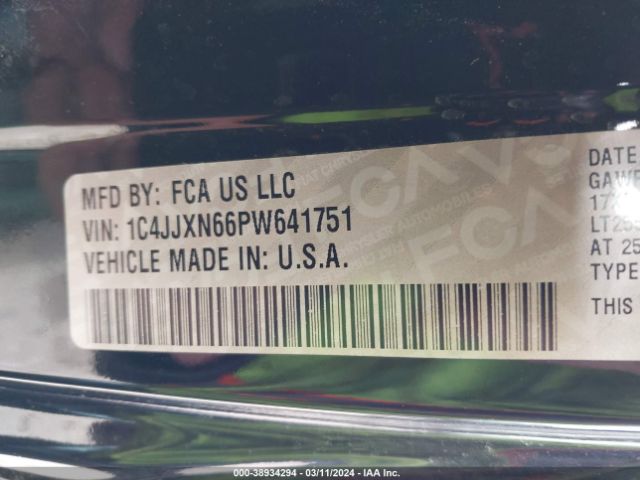 MFD BY: FCA US LLC
VIN: 1C4JJXN66PW641751
VEHICLE MADE IN: U.S.A.
DATE
GAWR
LT25
AT 25
TYPE
THIS
00-38934294 - 03/11/2024 - IAA Inc.